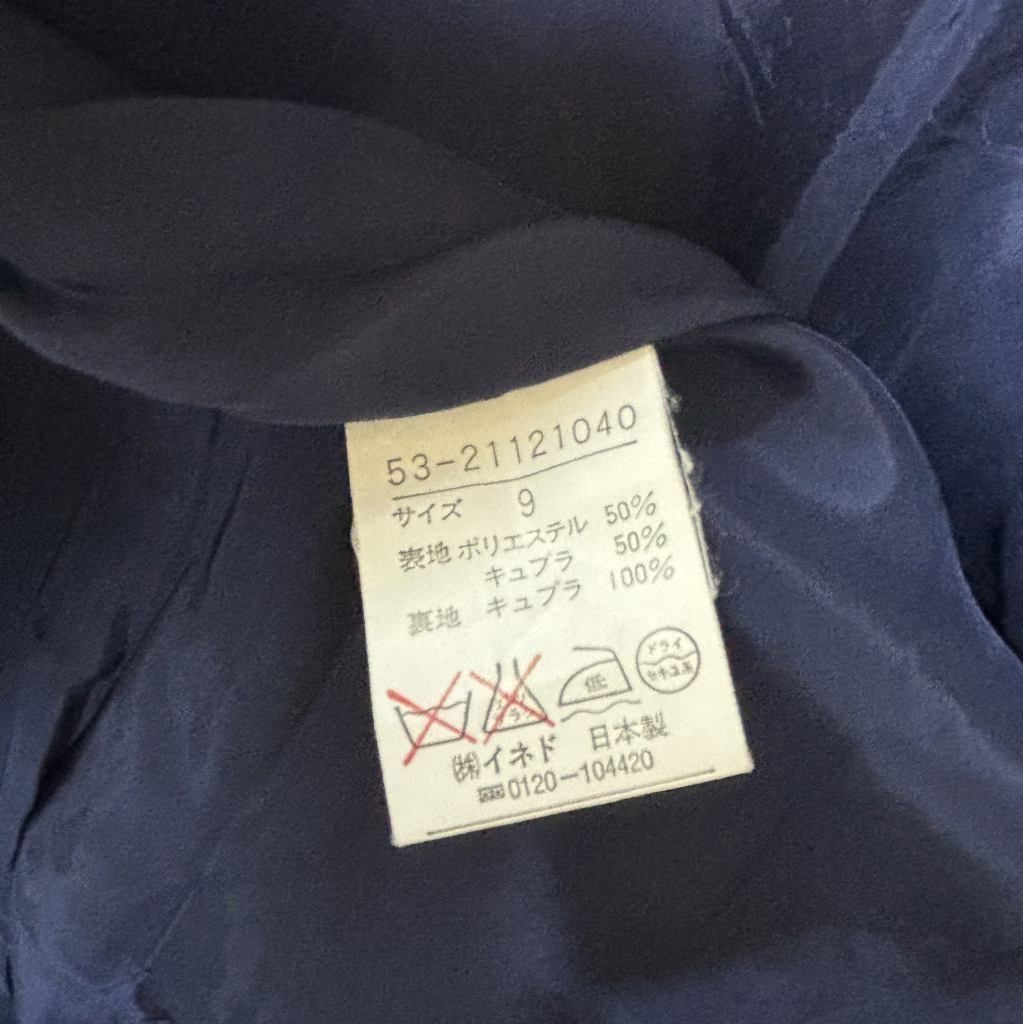 53-21121040
サイズ 9
表地 ポリエステル 50%
キュプラ 50%
裏地 キュプラ 100%
低
ドライ
セキユ系
㈱イネド 日本製
☎0120-104420